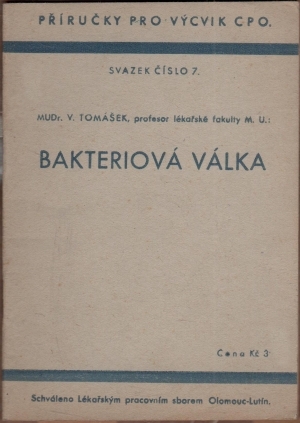 PŘÍRUČKY PRO VÝCVIK CPO.
SVAZEK ČÍSLO 7.
MUDr. V. TOMÁŠEK, profesor lékařské fakulty M. U.:
BAKTERIOVÁ VÁLKA
Cena Kč 3
Schváleno Lékařským pracovním sborem Olomouc-Lutín.